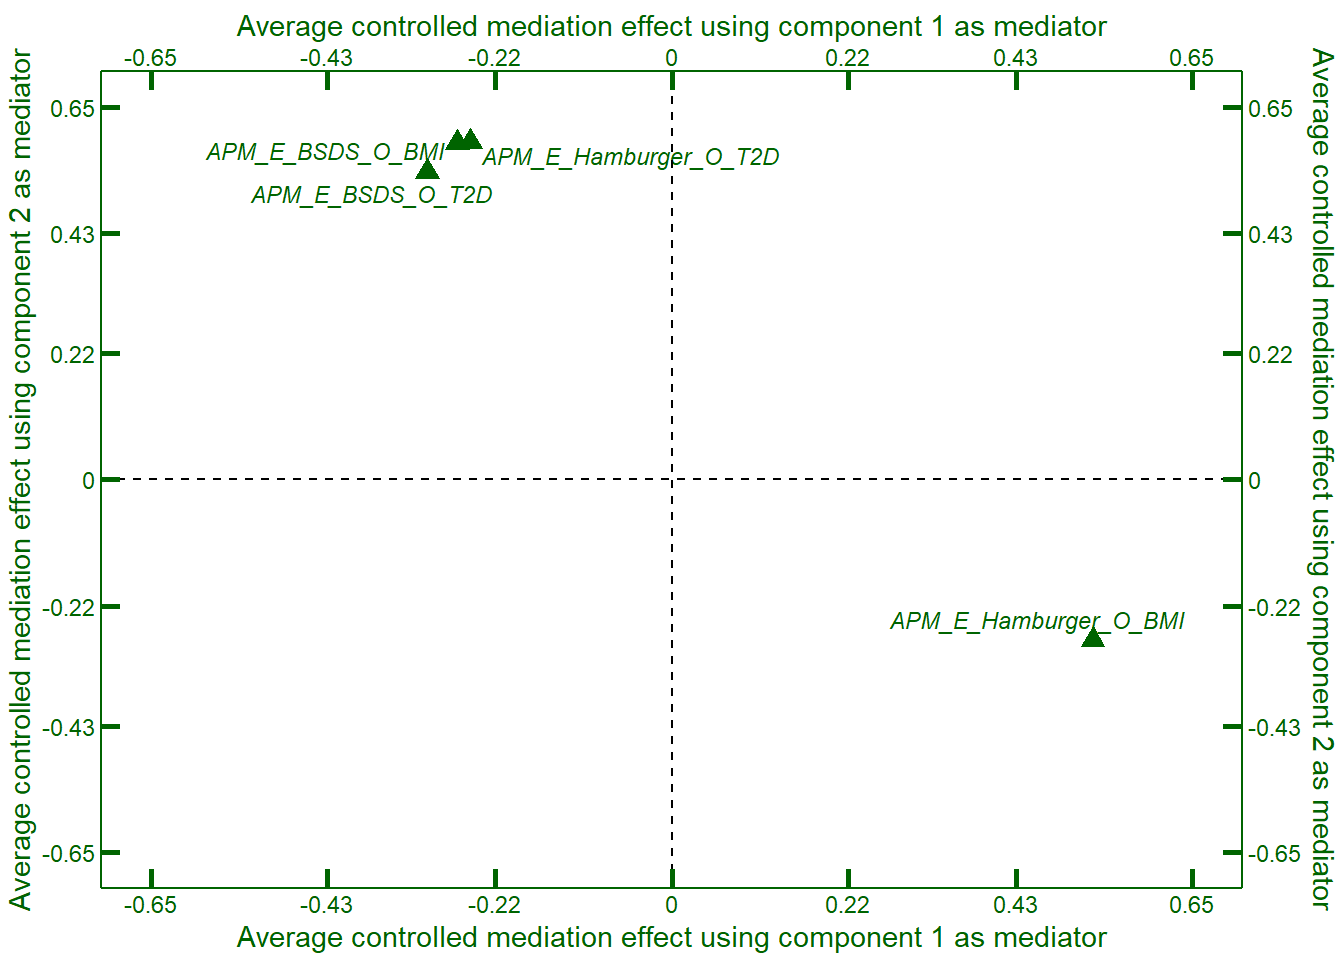 Average controlled mediation effect using component 1 as mediator
-0.65 -0.43 -0.22 0 0.22 0.43 0.65
Average controlled mediation effect using component 2 as mediator
0.65
0.43
0.22
0
-0.22
-0.43
-0.65
APM_E_BSDS_O_BMI
APM_E_Hamburger_O_T2D
APM_E_BSDS_O_T2D
APM_E_Hamburger_O_BMI
0.65
0.43
0.22
0
-0.22
-0.43
-0.65
Average controlled mediation effect using component 2 as mediator
-0.65 -0.43 -0.22 0 0.22 0.43 0.65
Average controlled mediation effect using component 1 as mediator